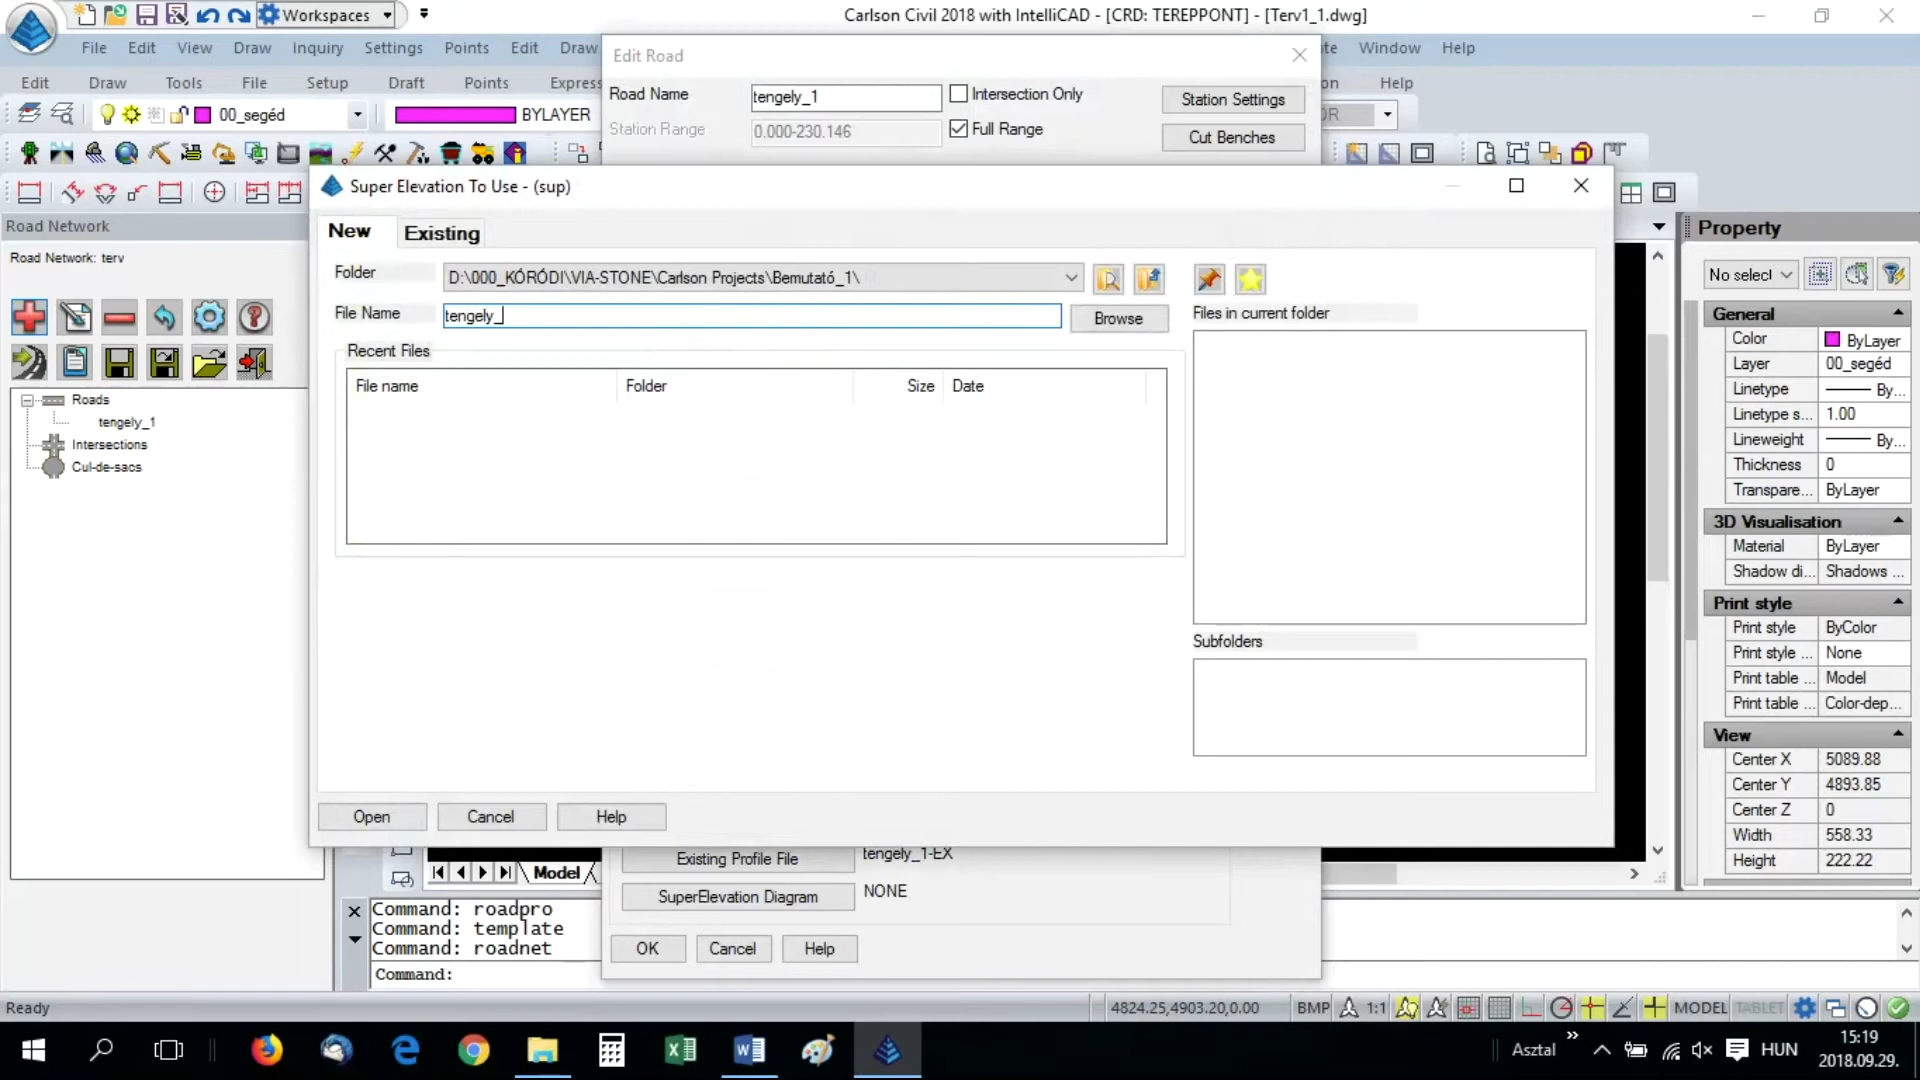 Workspaces
Carlson Civil 2018 with IntelliCAD - [CRD: TEREPPONT] - [Terv1_1.dwg]
File Edit View Draw Inquiry Settings Points Edit Draw
Window Help
Edit Draw Tools File Setup Draft Points Express
Help
00_segéd
BYLAYER
Edit Road
Road Name
tengely_1
Intersection Only
Station Settings
Station Range
0.000-230.146
Full Range
Cut Benches
Super Elevation To Use - (sup)
New
Existing
Folder
D:\000_KÓRÓDI\VIA-STONE\Carlson Projects\Bemutató_1\
File Name
tengely_
Browse
Files in current folder
Recent Files
File name
Folder
Size
Date
Subfolders
Open
Cancel
Help
Road Network
Road Network: terv
Roads
tengely_1
Intersections
Cul-de-sacs
Existing Profile File
tengely_1-EX
SuperElevation Diagram
NONE
OK
Cancel
Help
Model
Command: roadpro
Command: template
Command: roadnet
Command:
Property
No selec
General
Color ByLayer
Layer 00_segéd
Linetype By...
Linetype s... 1.00
Lineweight By...
Thickness 0
Transpare... ByLayer
3D Visualisation
Material ByLayer
Shadow di... Shadows ...
Print style
Print style ByColor
Print style ... None
Print table ... Model
Print table ... Color-dep...
View
Center X 5089.88
Center Y 4893.85
Center Z 0
Width 558.33
Height 222.22
Ready
4824.25,4903.20,0.00
BMP
1:1
MODEL
TABLET
Asztal
HUN
15:19
2018.09.29.